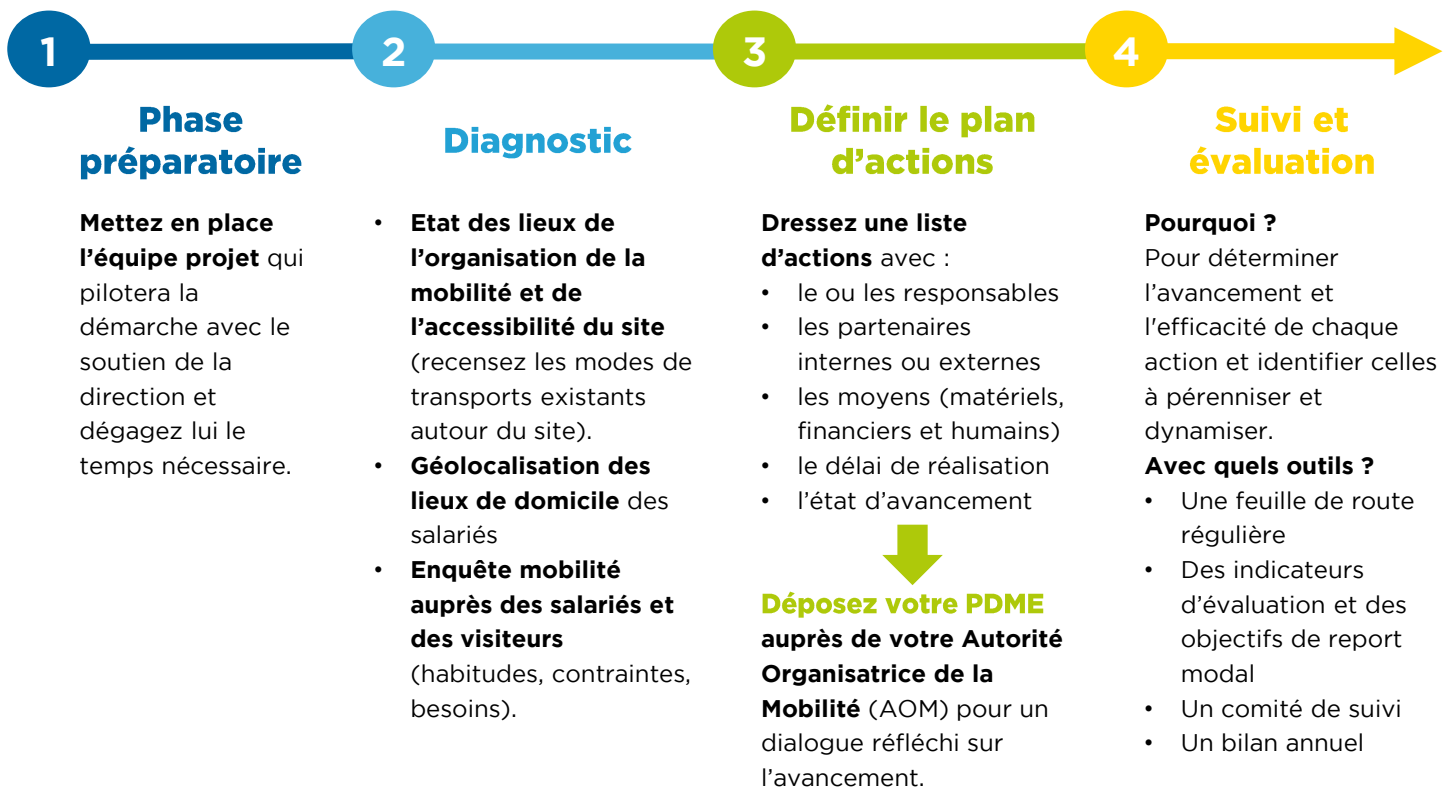 1
2
3
4
Phase
préparatoire
Mettez en place
l'équipe projet qui
pilotera la
démarche avec le
soutien de la
direction et
dégagez lui le
temps nécessaire.
Diagnostic
• Etat des lieux de
l'organisation de la
mobilité et de
l'accessibilité du site
(recensez les modes de
transports existants
autour du site).
• Géolocalisation des
lieux de domicile des
salariés
• Enquête mobilité
auprès des salariés et
des visiteurs
(habitudes, contraintes,
besoins).
Définir le plan
d'actions
Dressez une liste
d'actions avec :
• le ou les responsables
• les partenaires
internes ou externes
• les moyens (matériels,
financiers et humains)
• le délai de réalisation
• l'état d'avancement
Déposez votre PDME
auprès de votre Autorité
Organisatrice de la
Mobilité (AOM) pour un
dialogue réfléchi sur
l'avancement.
Suivi et
évaluation
Pourquoi ?
Pour déterminer
l'avancement et
l'efficacité de chaque
action et identifier celles
à pérenniser et
dynamiser.
Avec quels outils ?
• Une feuille de route
régulière
• Des indicateurs
d'évaluation et des
objectifs de report
modal
• Un comité de suivi
• Un bilan annuel